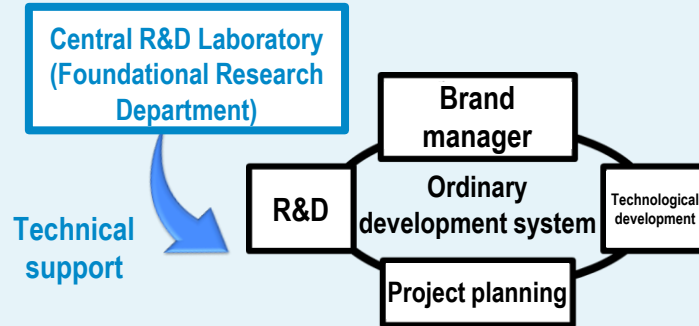 Central R&D Laboratory
(Foundational Research
Department)
Brand
manager
R&D
Ordinary
development system
Technological
development
Technical
support
Project planning